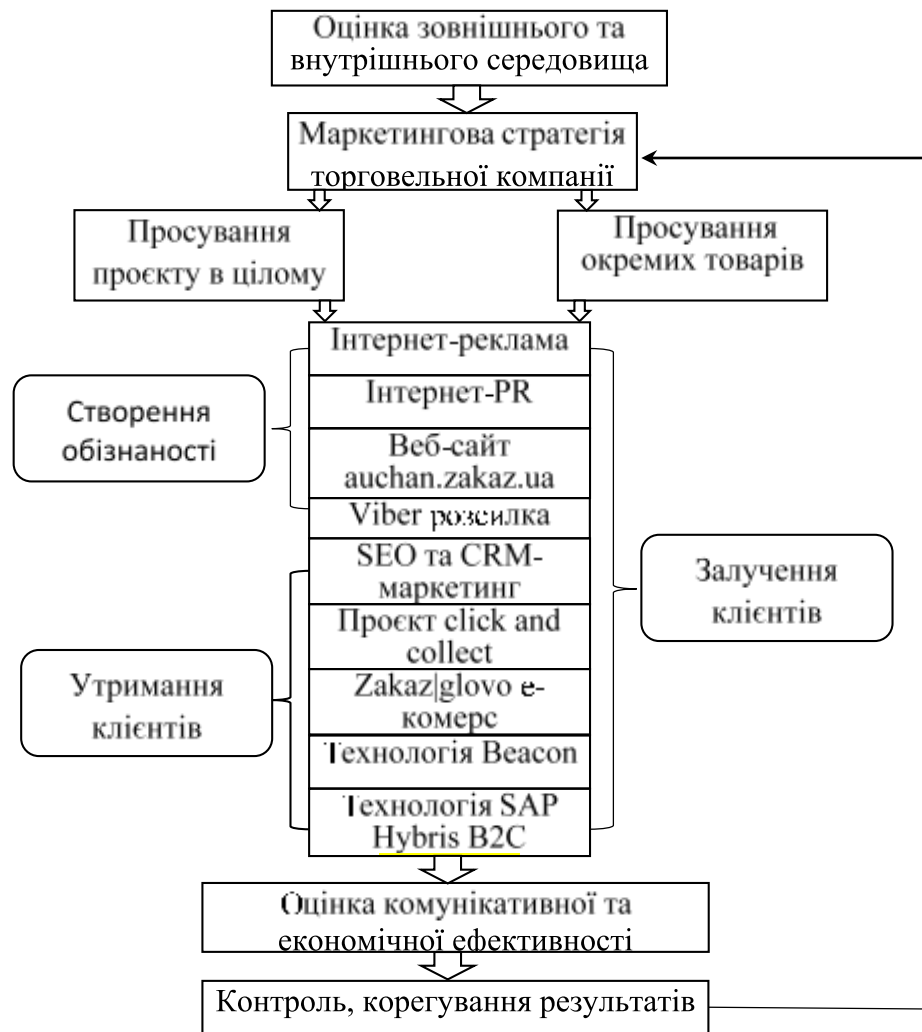 Оцінка зовнішнього та
внутрішнього середовища
Маркетингова стратегія
торговельної компанії
Просування
проєкту в цілому
Просування
окремих товарів
Інтернет-реклама
Інтернет-PR
Веб-сайт
auchan.zakaz.ua
Viber розсилка
SEO та CRM-
маркетинг
Проєкт click and
collect
Zakaz|glovo е-
комерс
Технологія Beacon
Технологія SAP
Hybris B2C
Створення
обізнаності
Утримання
клієнтів
Залучення
клієнтів
Оцінка комунікативної та
економічної ефективності
Контроль, корегування результатів